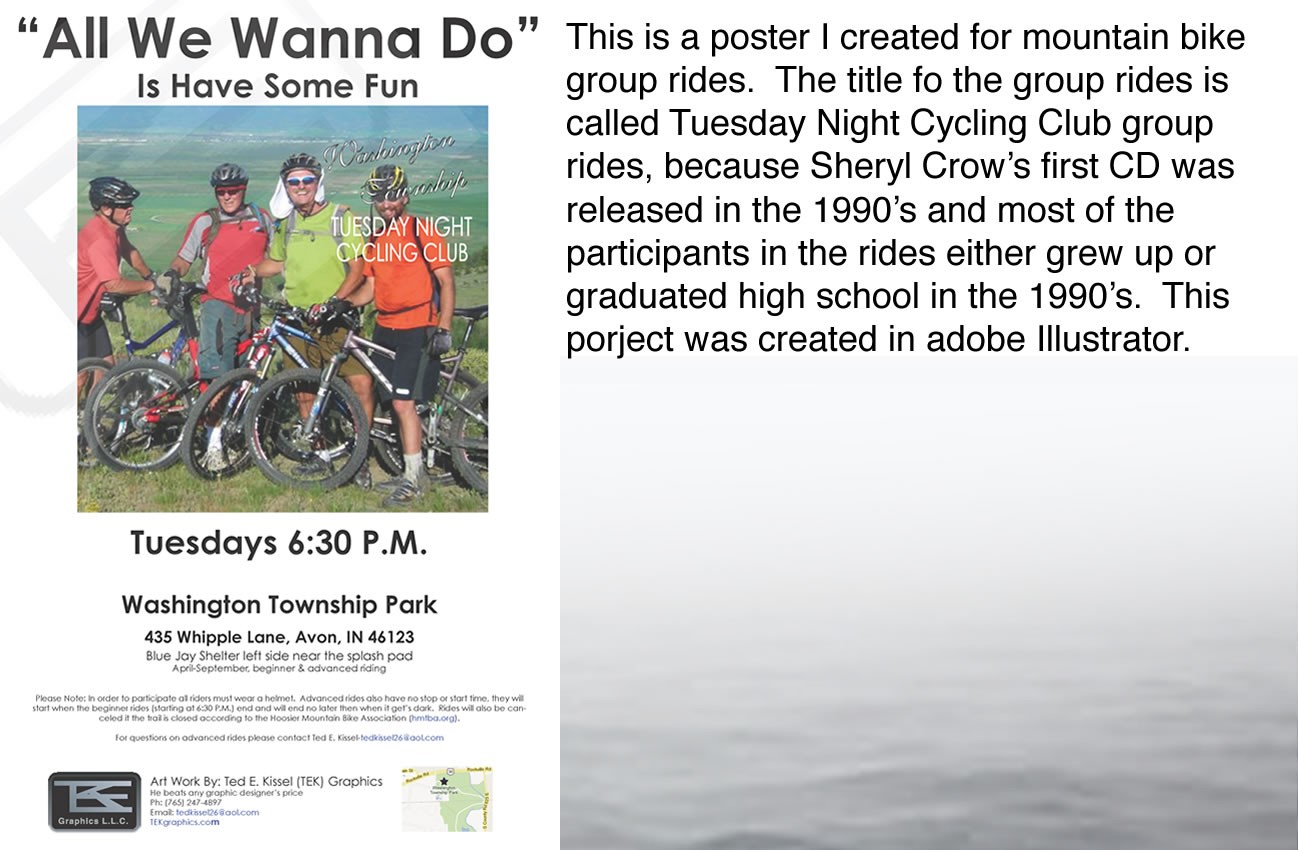 “All We Wanna Do”
Is Have Some Fun
Washington
Township
TUESDAY NIGHT
CYCLING CLUB
Tuesdays 6:30 P.M.
Washington Township Park
435 Whipple Lane, Avon, IN 46123
Blue Jay Shelter left side near the splash pad
April-September, beginner & advanced riding
Please Note: In order to participate all riders must wear a helmet.  Advanced rides also have no stop or start time, they will
start when the beginner rides (starting at 6:30 P.M.) end and will end no later then when it get's dark.  Rides will also be can-
celed it the trail is closed according to the Hoosier Mountain Bike Association (hmtba.org).
For questions on advanced rides please contact Ted E. Kissel-tedkissel26@aol.com
TEK
Graphics L.L.C.
Art Work By: Ted E. Kissel (TEK) Graphics
He beats any graphic designer's price
Ph: (765) 247-4897
Email: tedkissel26@aol.com
TEKgraphics.com
Rockville Rd
Rockville Rd
Washington
Township Park
This is a poster I created for mountain bike
group rides.  The title fo the group rides is
called Tuesday Night Cycling Club group
rides, because Sheryl Crow’s first CD was
released in the 1990’s and most of the
participants in the rides either grew up or
graduated high school in the 1990’s.  This
porject was created in adobe Illustrator.